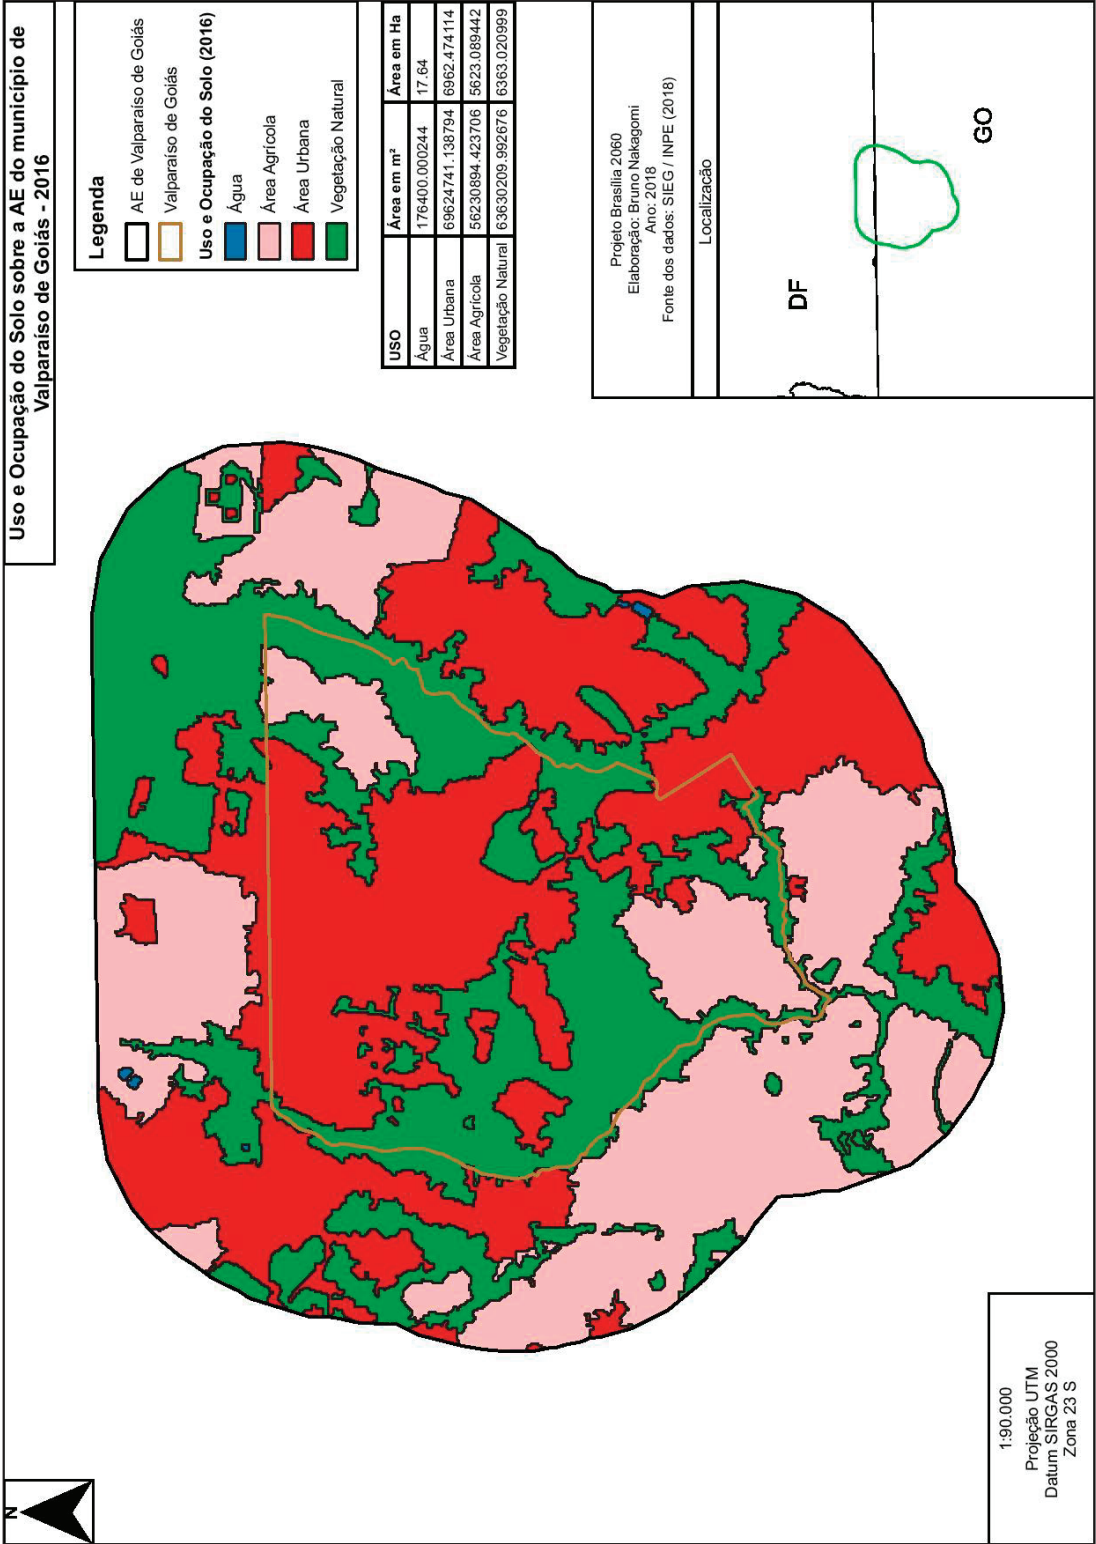 N
Uso e Ocupação do Solo sobre a AE do município de
Valparaíso de Goiás - 2016
Legenda
AE de Valparaíso de Goiás
Valparaíso de Goiás
Uso e Ocupação do Solo (2016)
Água
Área Agrícola
Área Urbana
Vegetação Natural
USO Área em m² Área em Ha
Água 176400.000244 17.64
Área Urbana 69624741.138794 6962.474114
Área Agrícola 56230894.423706 5623.089442
Vegetação Natural 63630209.992676 6363.020999
Projeto Brasília 2060
Elaboração: Bruno Nakagomi
Ano: 2018
Fonte dos dados: SIEG / INPE (2018)
Localização
DF
GO
1:90.000
Projeção UTM
Datum SIRGAS 2000
Zona 23 S